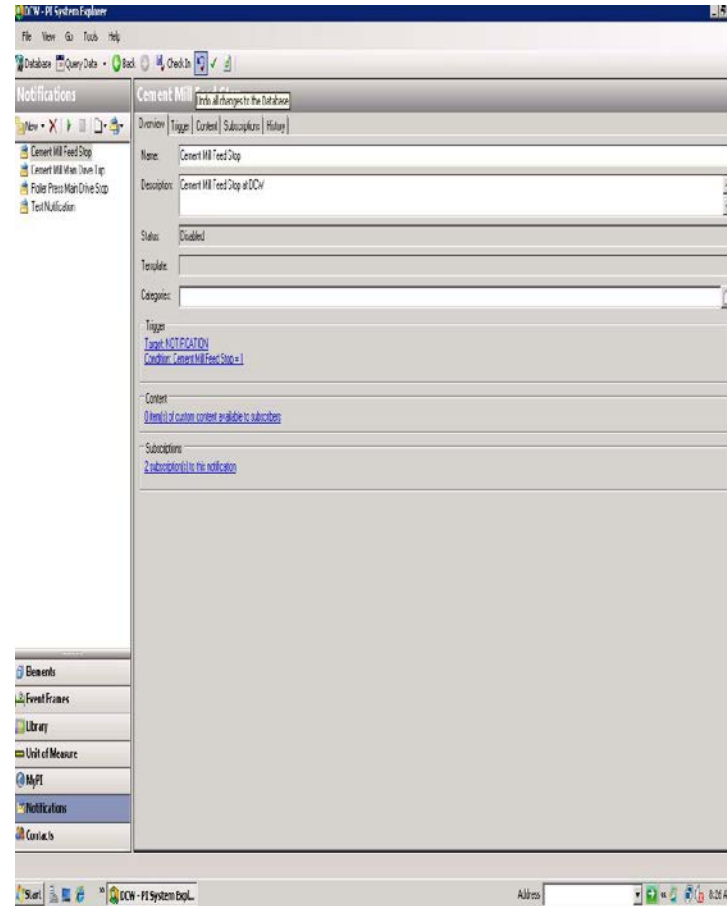 DCW - PI System Explorer
File View Go Tools Help
Database Query Data Back Check In
Notifications
Cement Mill Feed Stop
Undo all changes to the Database
New
Overview Trigger Content Subscriptions History
Cement Mill Feed Stop
Cement Mill Main Drive Trip
Roller Press Main Drive Stop
Test Notification
Name: Cement Mill Feed Stop
Description: Cement Mill Feed Stop at DCW
Status: Disabled
Template:
Categories:
Trigger
Target: NOTIFICATION
Condition: Cement Mill Feed Stop = 1
Content
0 item(s) of custom content available to subscribers
Subscriptions
2 subscription(s) to this notification
Elements
Event Frames
Library
Unit of Measure
MyPI
Notifications
Contacts
Start
DCW - PI System Expl...
Address
8:26 A